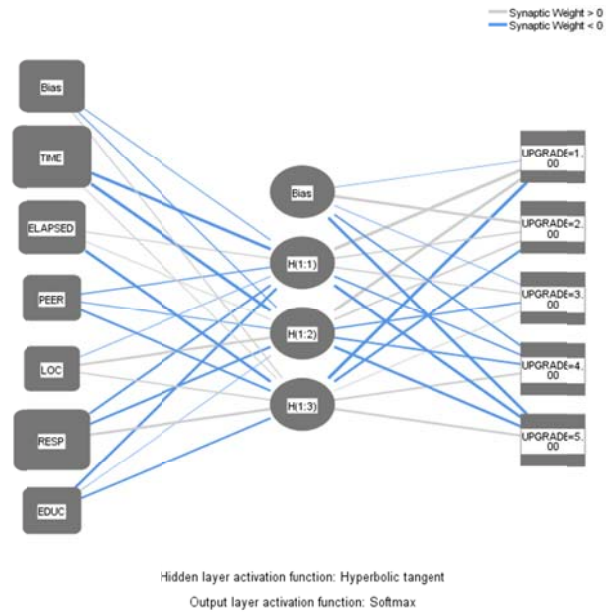 Synaptic Weight > 0
Synaptic Weight < 0
Bias
TIME
ELAPSED
PEER
LOC
RESP
EDUC
Bias
H(1:1)
H(1:2)
H(1:3)
UPGRADE=1.
00
UPGRADE=2.
00
UPGRADE=3.
00
UPGRADE=4.
00
UPGRADE=5.
00
Hidden layer activation function: Hyperbolic tangent
Output layer activation function: Softmax